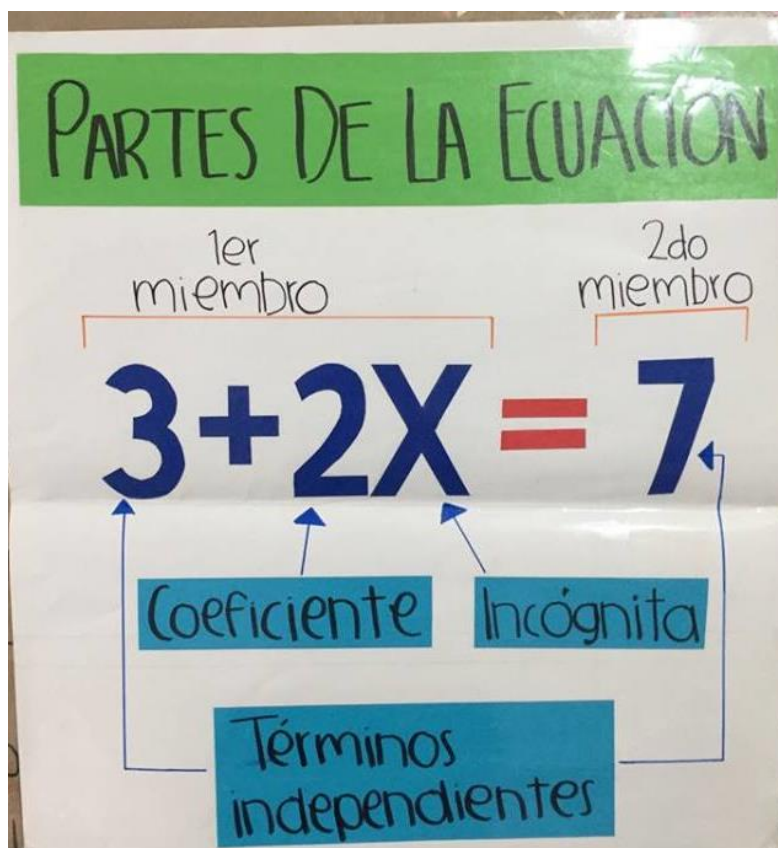 PARTES DE LA ECUACIÓN
1er
miembro
2do
miembro
3+2X = 7
Coeficiente
Incógnita
Términos
independientes